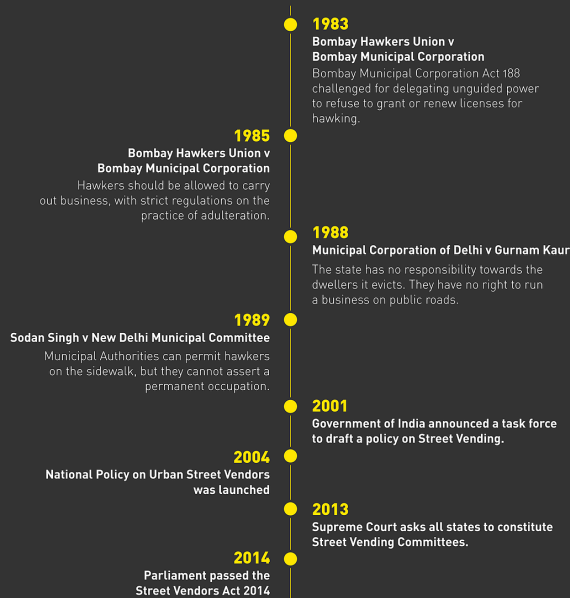 1983
Bombay Hawkers Union v
Bombay Municipal Corporation
Bombay Municipal Corporation Act 188
challenged for delegating unguided power
to refuse to grant or renew licenses for
hawking.
1985
Bombay Hawkers Union v
Bombay Municipal Corporation
Hawkers should be allowed to carry
out business, with strict regulations on the
practice of adulteration.
1988
Municipal Corporation of Delhi v Gurnam Kaur
The state has no responsibility towards the
dwellers it evicts. They have no right to run
a business on public roads.
1989
Sodan Singh v New Delhi Municipal Committee
Municipal Authorities can permit hawkers
on the sidewalk, but they cannot assert a
permanent occupation.
2001
Government of India announced a task force
to draft a policy on Street Vending.
2004
National Policy on Urban Street Vendors
was launched
2013
Supreme Court asks all states to constitute
Street Vending Committees.
2014
Parliament passed the
Street Vendors Act 2014